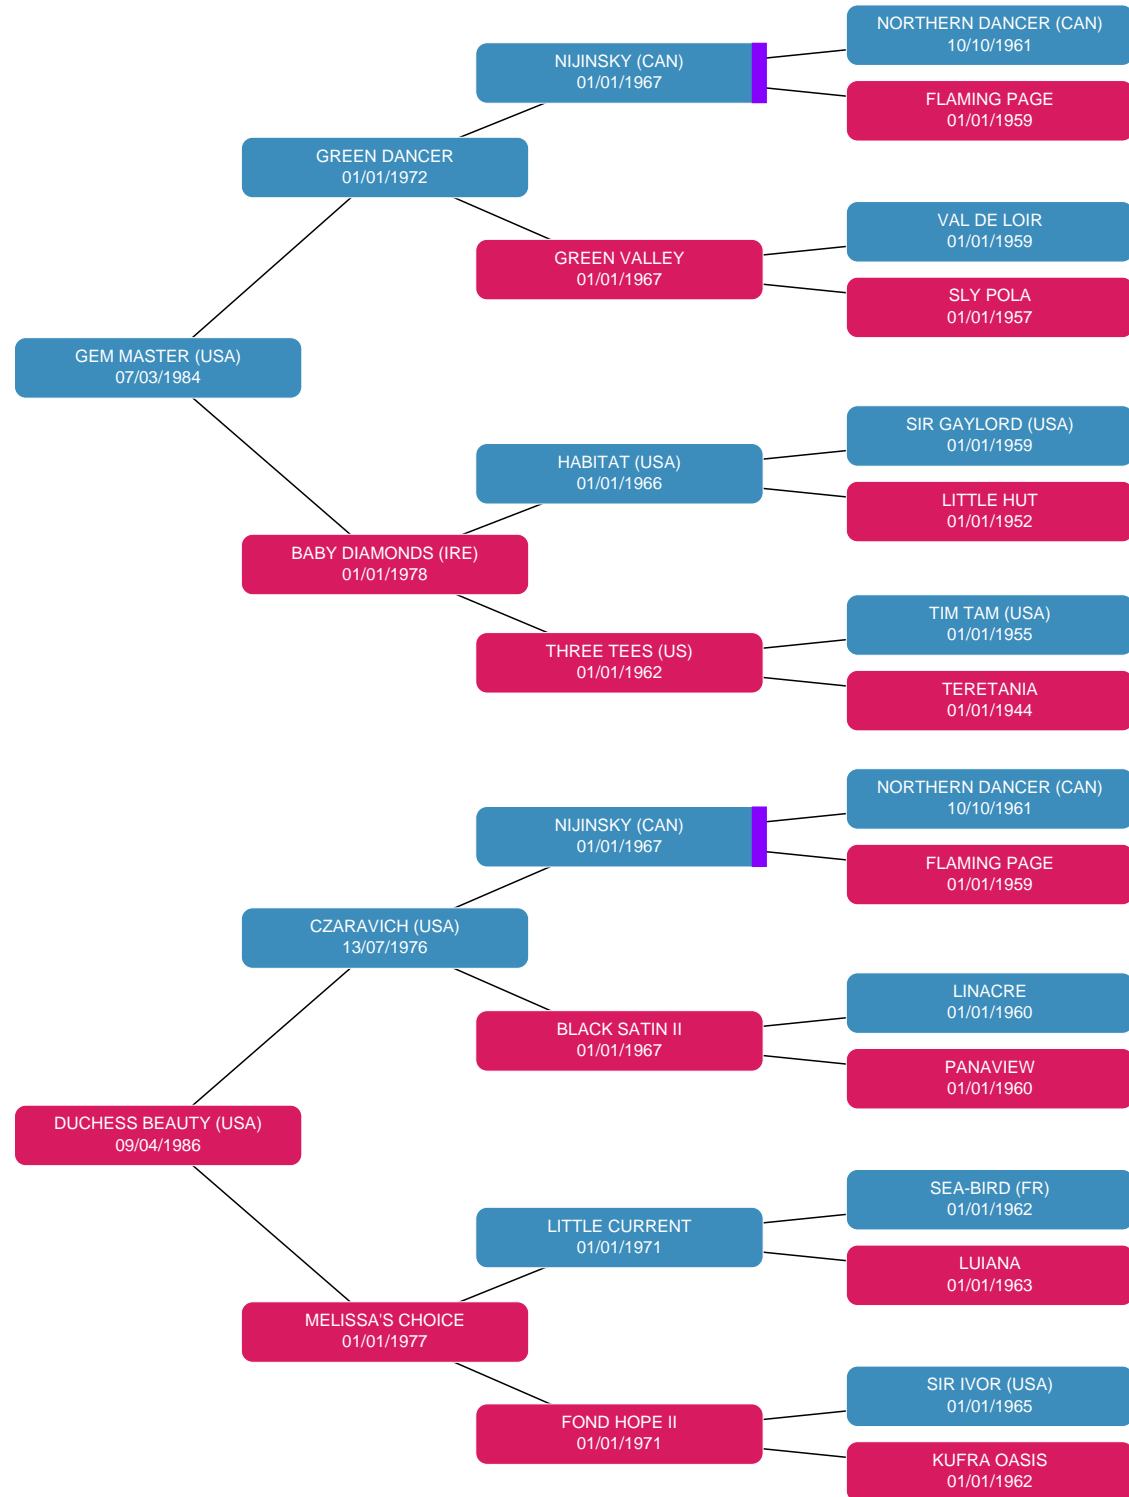 NORTHERN DANCER (CAN)
10/10/1961
NIJINSKY (CAN)
01/01/1967
FLAMING PAGE
01/01/1959
GREEN DANCER
01/01/1972
VAL DE LOIR
01/01/1959
GREEN VALLEY
01/01/1967
SLY POLA
01/01/1957
GEM MASTER (USA)
07/03/1984
SIR GAYLORD (USA)
01/01/1959
HABITAT (USA)
01/01/1966
LITTLE HUT
01/01/1952
BABY DIAMONDS (IRE)
01/01/1978
TIM TAM (USA)
01/01/1955
THREE TEES (US)
01/01/1962
TERETANIA
01/01/1944
NORTHERN DANCER (CAN)
10/10/1961
NIJINSKY (CAN)
01/01/1967
FLAMING PAGE
01/01/1959
CZARAVICH (USA)
13/07/1976
LINACRE
01/01/1960
BLACK SATIN II
01/01/1967
PANAVIEW
01/01/1960
DUCHESS BEAUTY (USA)
09/04/1986
SEA-BIRD (FR)
01/01/1962
LITTLE CURRENT
01/01/1971
LUIANA
01/01/1963
MELISSA'S CHOICE
01/01/1977
SIR IVOR (USA)
01/01/1965
FOND HOPE II
01/01/1971
KUFRA OASIS
01/01/1962